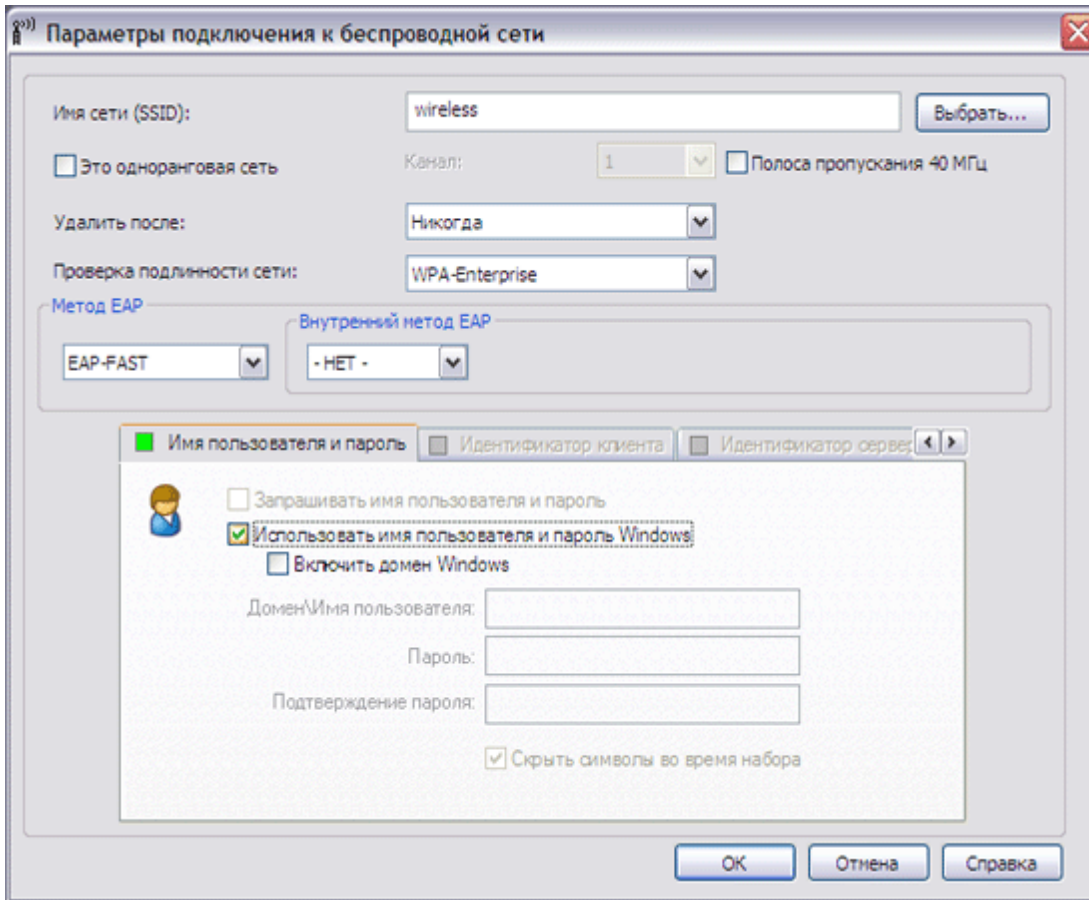 Параметры подключения к беспроводной сети
Имя сети (SSID): wireless Выбрать...
Это одноранговая сеть Канал: 1 Полоса пропускания 40 МГц
Удалить после: Никогда
Проверка подлинности сети: WPA-Enterprise
Метод EAP
Внутренний метод EAP
EAP-FAST - НЕТ -
Имя пользователя и пароль Идентификатор клиента Идентификатор сервер
Запрашивать имя пользователя и пароль
Использовать имя пользователя и пароль Windows
Включить домен Windows
Домен\Имя пользователя:
Пароль:
Подтверждение пароля:
Скрыть символы во время набора
OK Отмена Справка